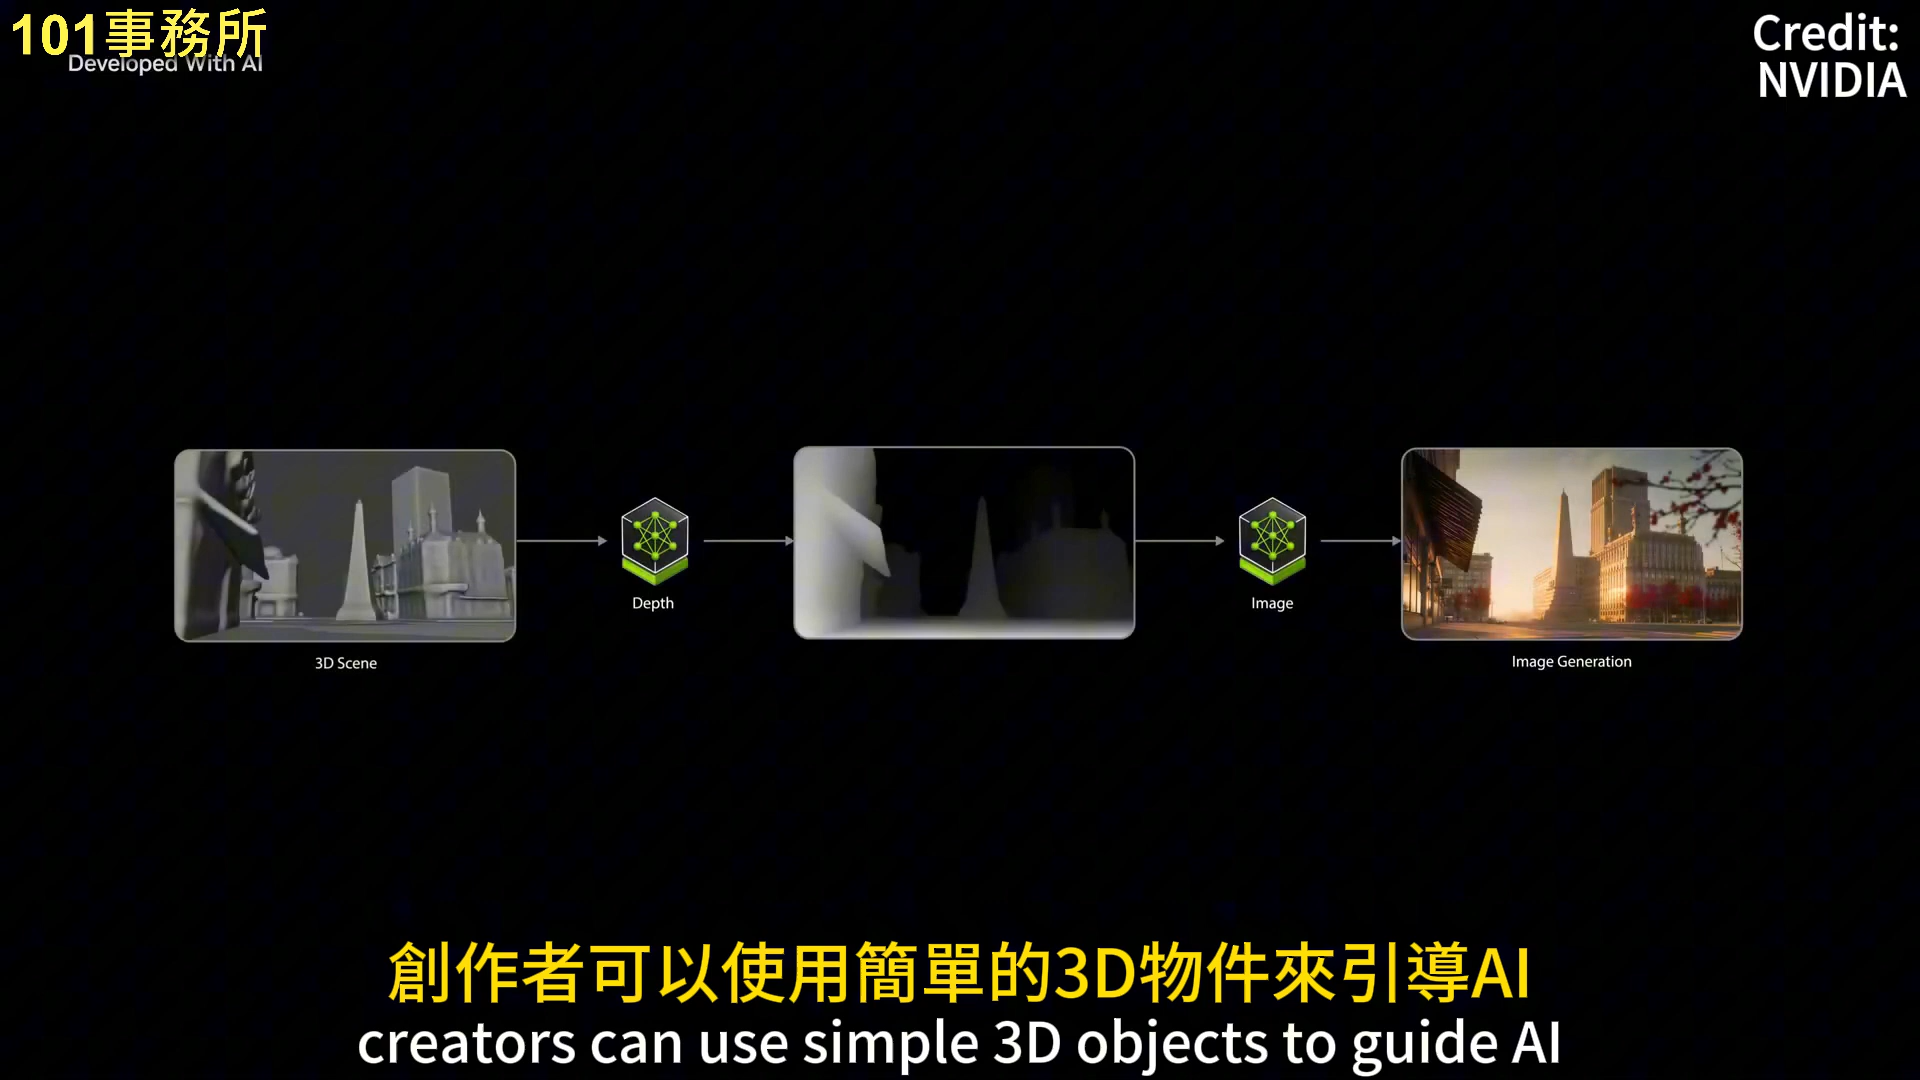 101事務所
Developed With AI
Credit:
NVIDIA
Depth
Image
3D Scene
Image Generation
創作者可以使用簡單的3D物件來引導AI
creators can use simple 3D objects to guide AI